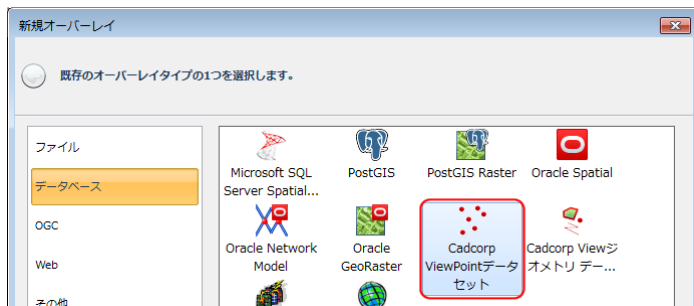 新規オーバーレイ
既存のオーバーレイタイプの1つを選択します。
ファイル
データベース
OGC
Web
その他
Microsoft SQL
Server Spatial...
PostGIS
PostGIS Raster
Oracle Spatial
Oracle Network
Model
Oracle
GeoRaster
Cadcorp
ViewPointデータ
セット
Cadcorp Viewジ
オメトリ デー...